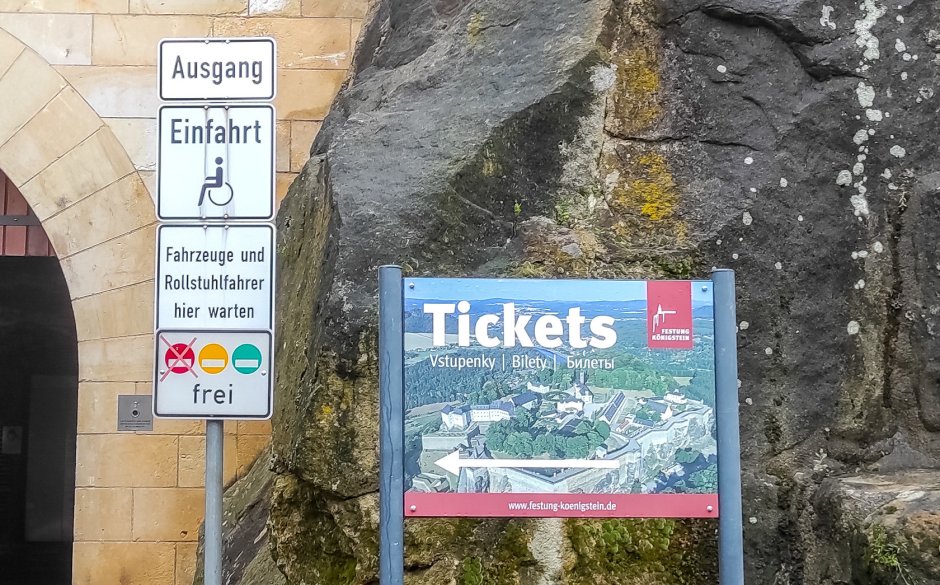 Ausgang
Einfahrt
Fahrzeuge und
Rollstuhlfahrer
hier warten
frei
Tickets
Vstupenky | Bilety | Билеты
FESTUNG
KÖNIGSTEIN
www.festung-koenigstein.de